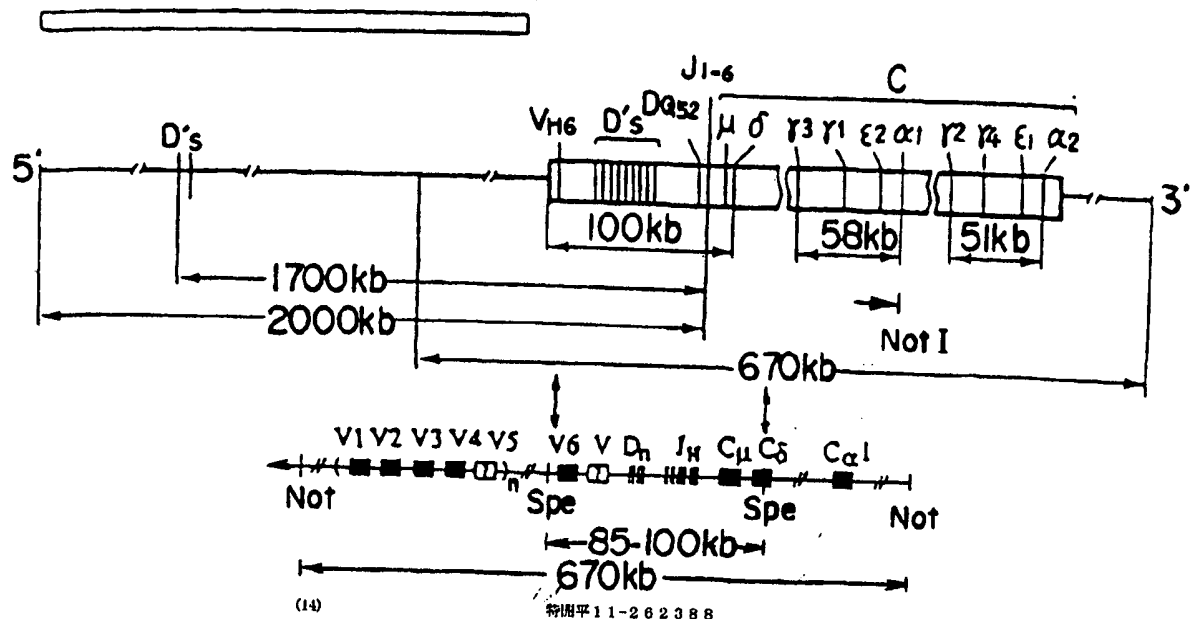 J1-6 C
VH6 D's DQ52 μ δ γ3 γ1 ε2 α1 γ2 γ4 ε1 α2
D's
5' 3'
100kb 58kb 51kb
1700kb
2000kb
Not I
670kb
V1 V2 V3 V4 V5 V6 V Dn JH Cμ Cδ Cα1
n
Not Spe Spe Not
85-100kb
670kb
(14) 特開平11-262388